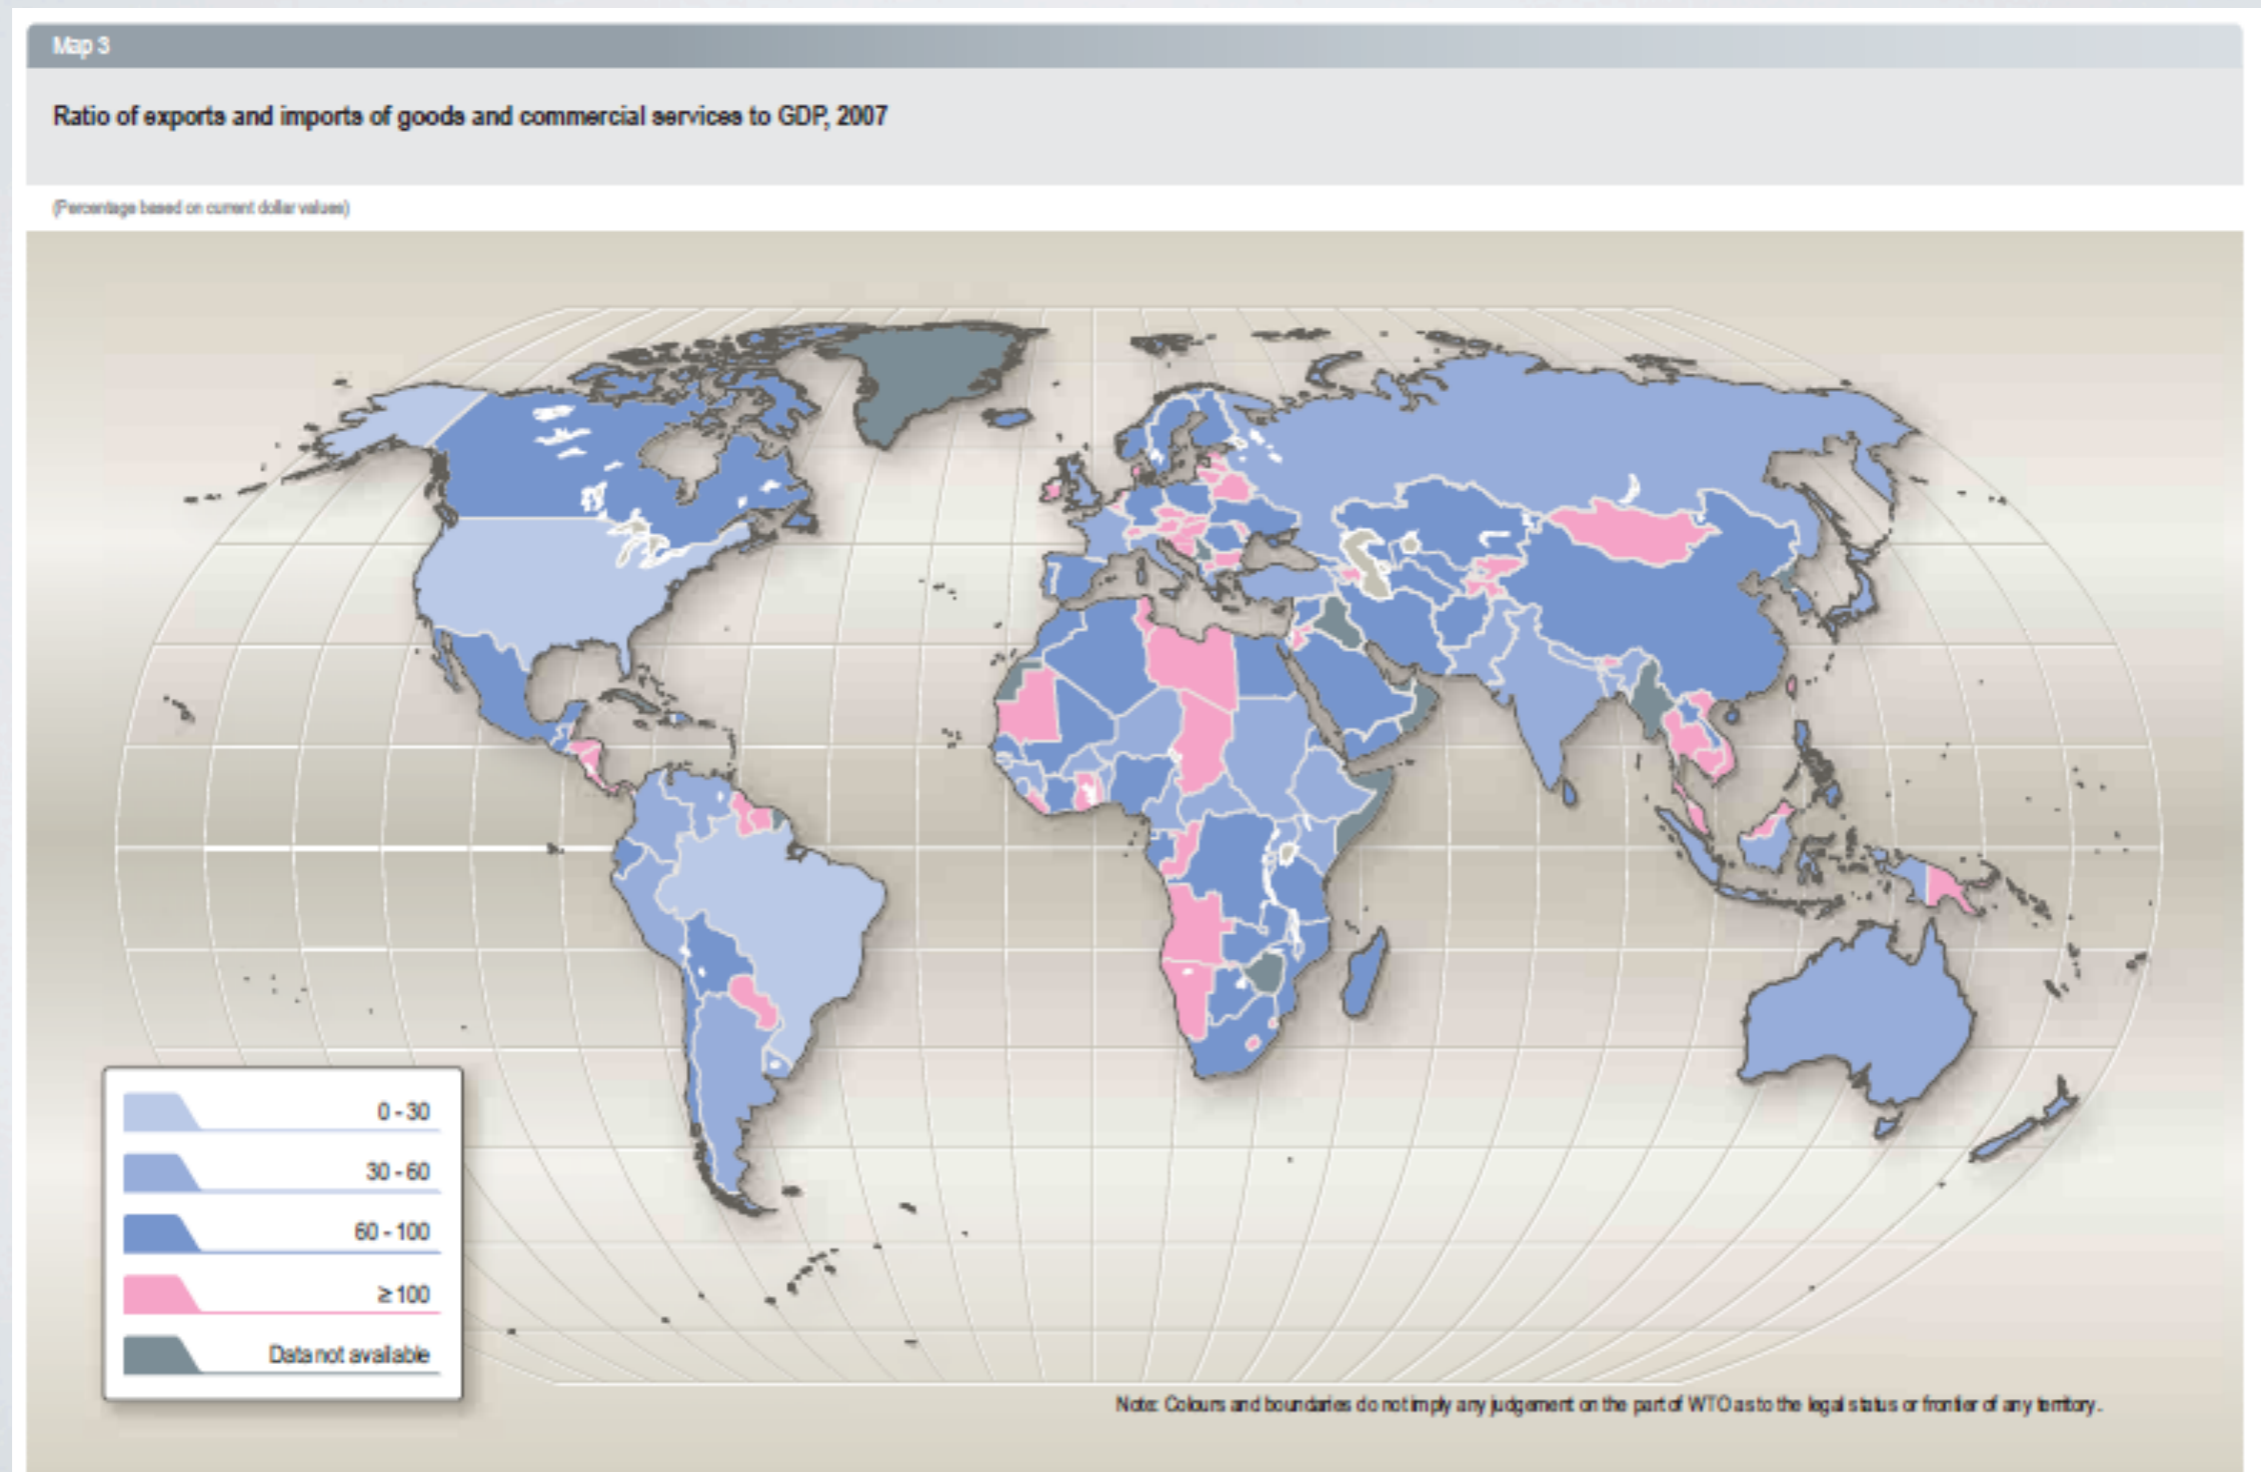 Map 3
Ratio of exports and imports of goods and commercial services to GDP, 2007
(Percentage based on current dollar values)
0 - 30
30 - 60
60 - 100
≥ 100
Data not available
Note: Colours and boundaries do not imply any judgement on the part of WTO as to the legal status or frontier of any territory.